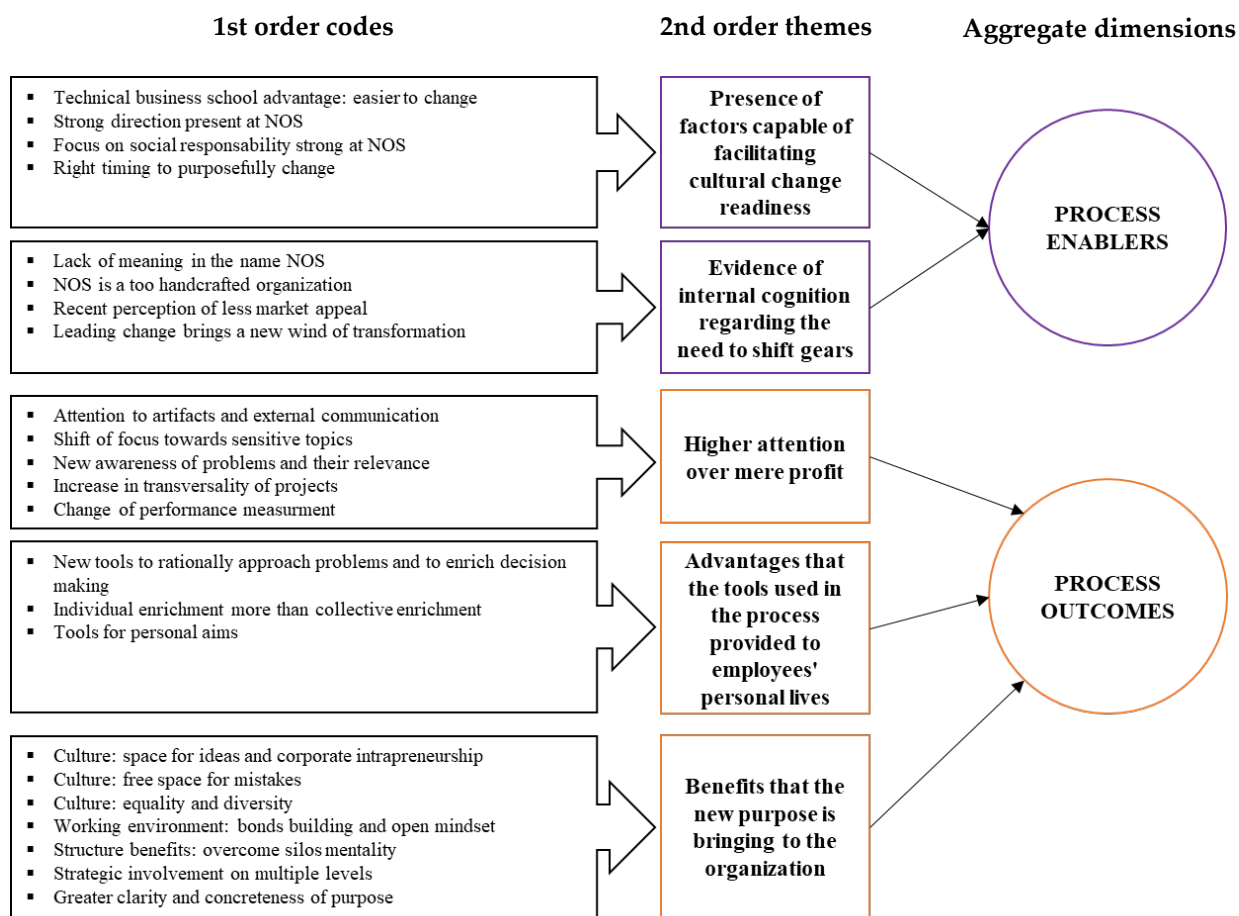 1st order codes
2nd order themes
Aggregate dimensions
▪ Technical business school advantage: easier to change
▪ Strong direction present at NOS
▪ Focus on social responsability strong at NOS
▪ Right timing to purposefully change
Presence of
factors capable of
facilitating
cultural change
readiness
▪ Lack of meaning in the name NOS
▪ NOS is a too handcrafted organization
▪ Recent perception of less market appeal
▪ Leading change brings a new wind of transformation
Evidence of
internal cognition
regarding the
need to shift gears
PROCESS
ENABLERS
▪ Attention to artifacts and external communication
▪ Shift of focus towards sensitive topics
▪ New awareness of problems and their relevance
▪ Increase in transversality of projects
▪ Change of performance measurment
Higher attention
over mere profit
▪ New tools to rationally approach problems and to enrich decision
making
▪ Individual enrichment more than collective enrichment
▪ Tools for personal aims
Advantages that
the tools used in
the process
provided to
employees'
personal lives
▪ Culture: space for ideas and corporate intrapreneurship
▪ Culture: free space for mistakes
▪ Culture: equality and diversity
▪ Working environment: bonds building and open mindset
▪ Structure benefits: overcome silos mentality
▪ Strategic involvement on multiple levels
▪ Greater clarity and concreteness of purpose
Benefits that the
new purpose is
bringing to the
organization
PROCESS
OUTCOMES